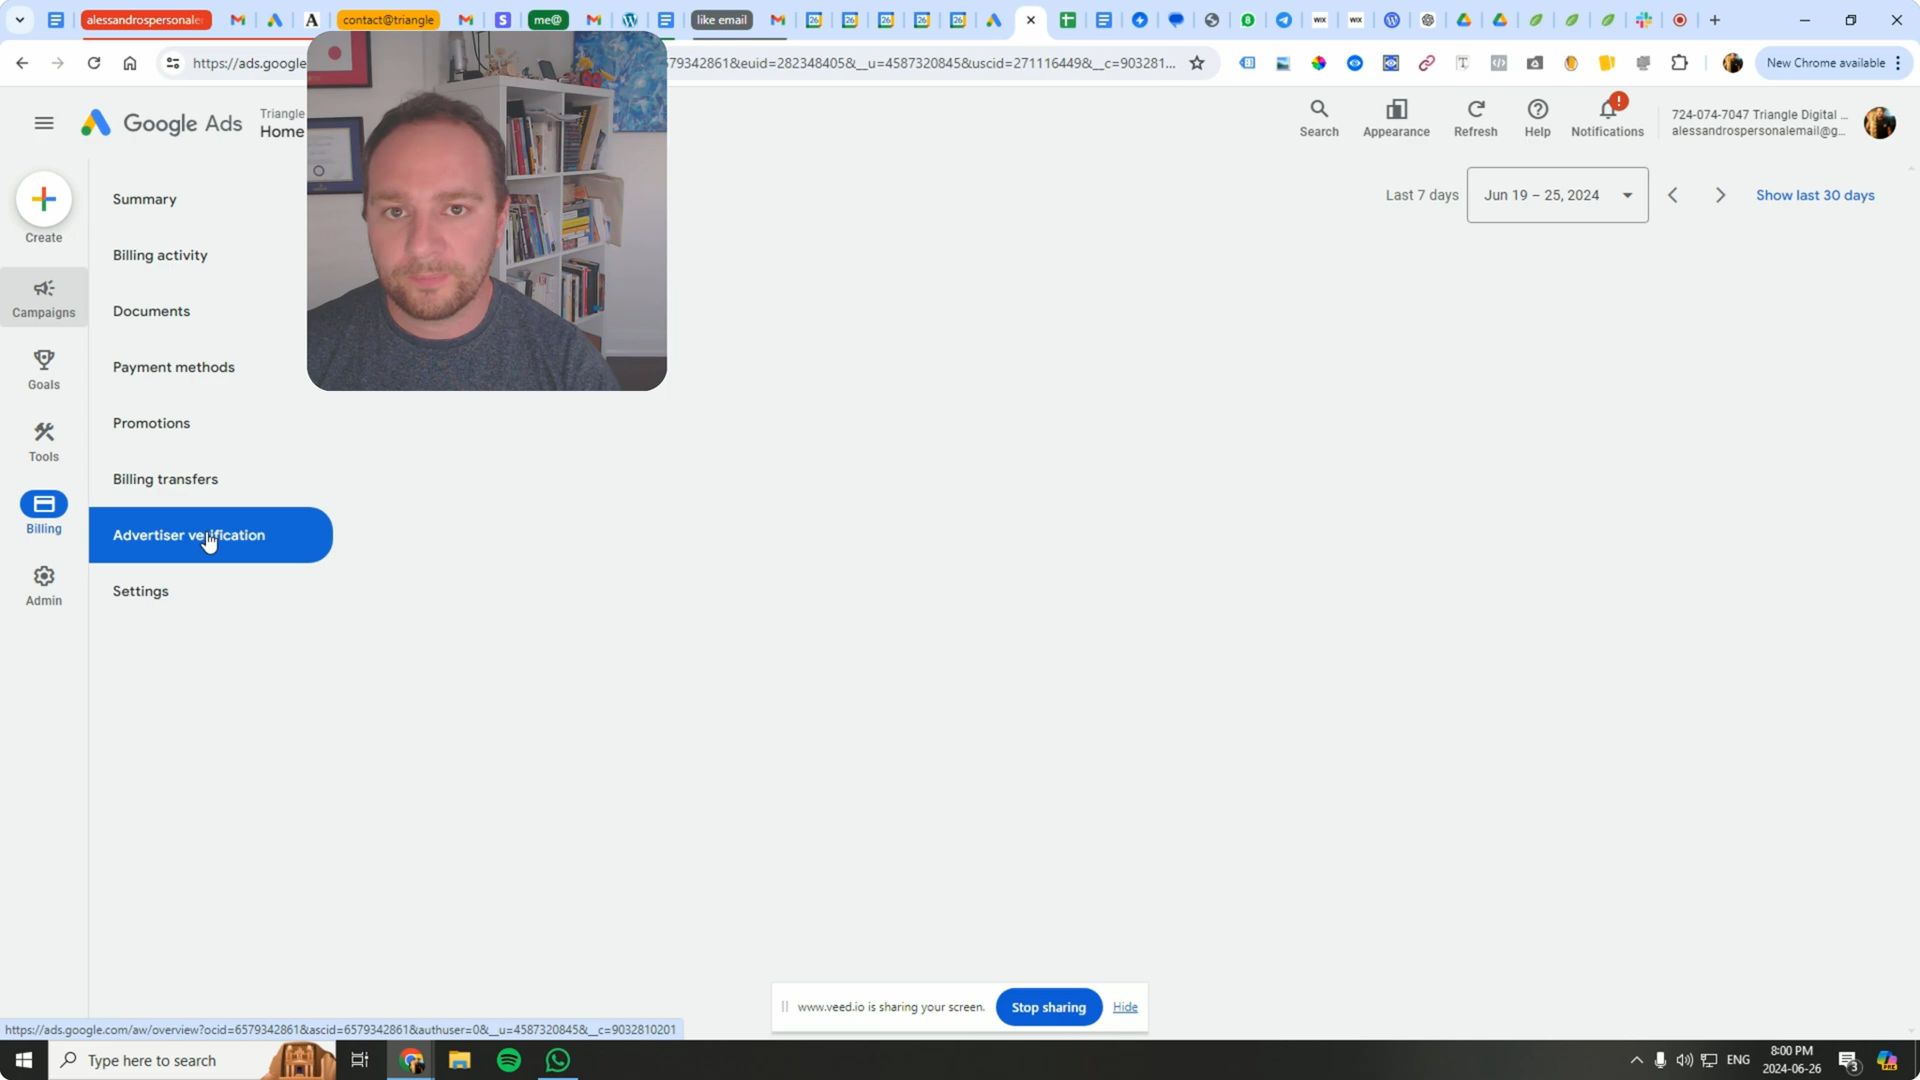 alessandrospersonale
A
contact@triangle
me@
like email
https://ads.google
579342861&euid=282348405&__u=4587320845&uscid=271116449&__c=903281...
New Chrome available
Google Ads
Triangle
Home
Search
Appearance
Refresh
Help
Notifications
724-074-7047 Triangle Digital ...
alessandrospersonalemail@g...
Create
Campaigns
Goals
Tools
Billing
Admin
Summary
Billing activity
Documents
Payment methods
Promotions
Billing transfers
Advertiser verification
Settings
Last 7 days
Jun 19 – 25, 2024
Show last 30 days
www.veed.io is sharing your screen.
Stop sharing
Hide
https://ads.google.com/aw/overview?ocid=6579342861&ascid=6579342861&authuser=0&__u=4587320845&__c=9032810201
Type here to search
ENG
8:00 PM
2024-06-26
3